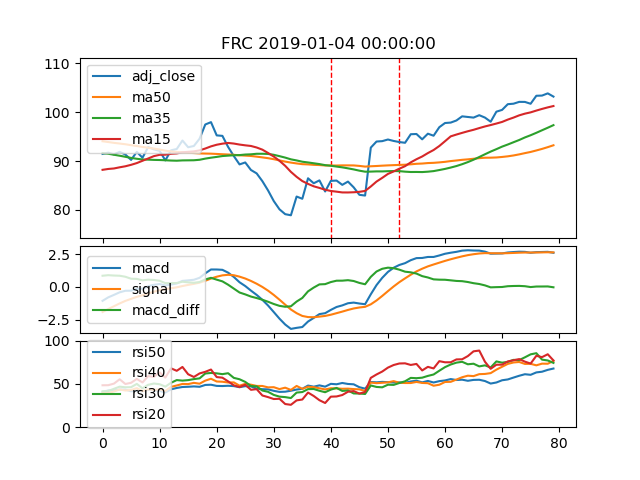 FRC 2019-01-04 00:00:00
110
100
90
80
adj_close
ma50
ma35
ma15
2.5
0.0
−2.5
macd
signal
macd_diff
100
50
0
rsi50
rsi40
rsi30
rsi20
0 10 20 30 40 50 60 70 80